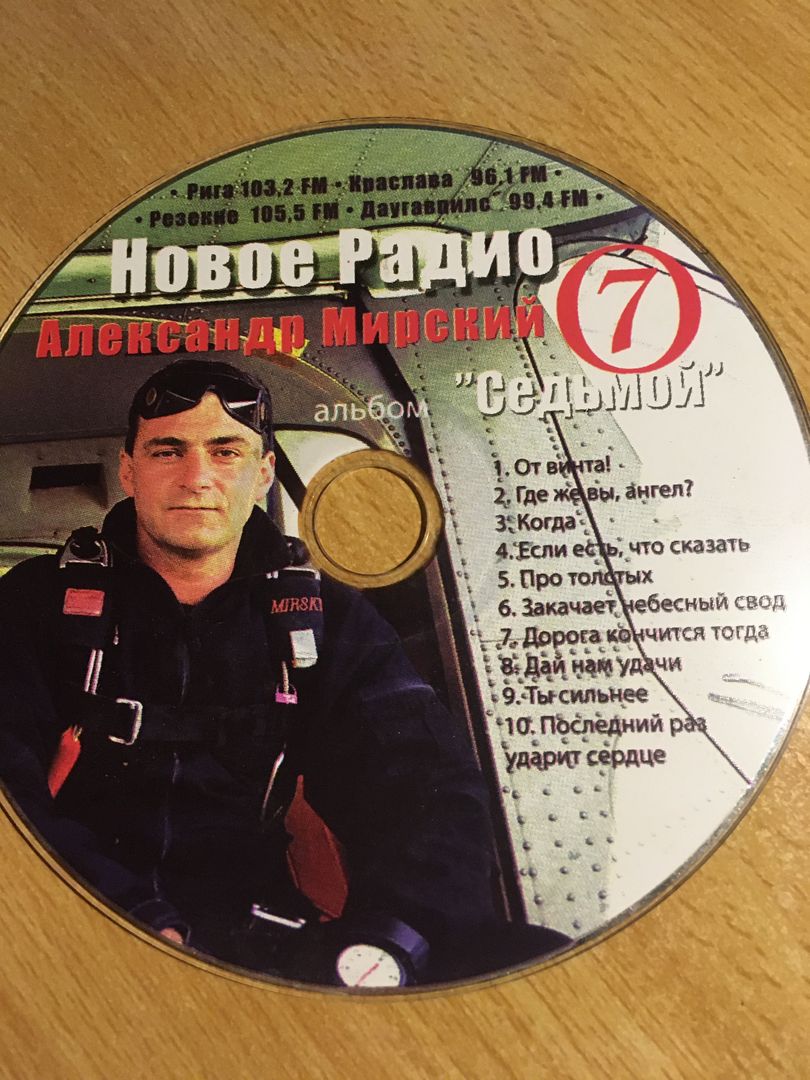 • Рига 103,2 FM • Краслава 96,1 FM •
• Резекне 105,5 FM • Даугавпилс 99,4 FM •
Новое Радио
7
Александр Мирский
альбом "Седьмой"
1. От винта!
2. Где же вы, ангел?
3. Когда
4. Если есть, что сказать
5. Про толстых
6. Закачает небесный свод
7. Дорога кончится тогда
8. Дай нам удачи
9. Ты сильнее
10. Последний раз
ударит сердце
MIRSKY